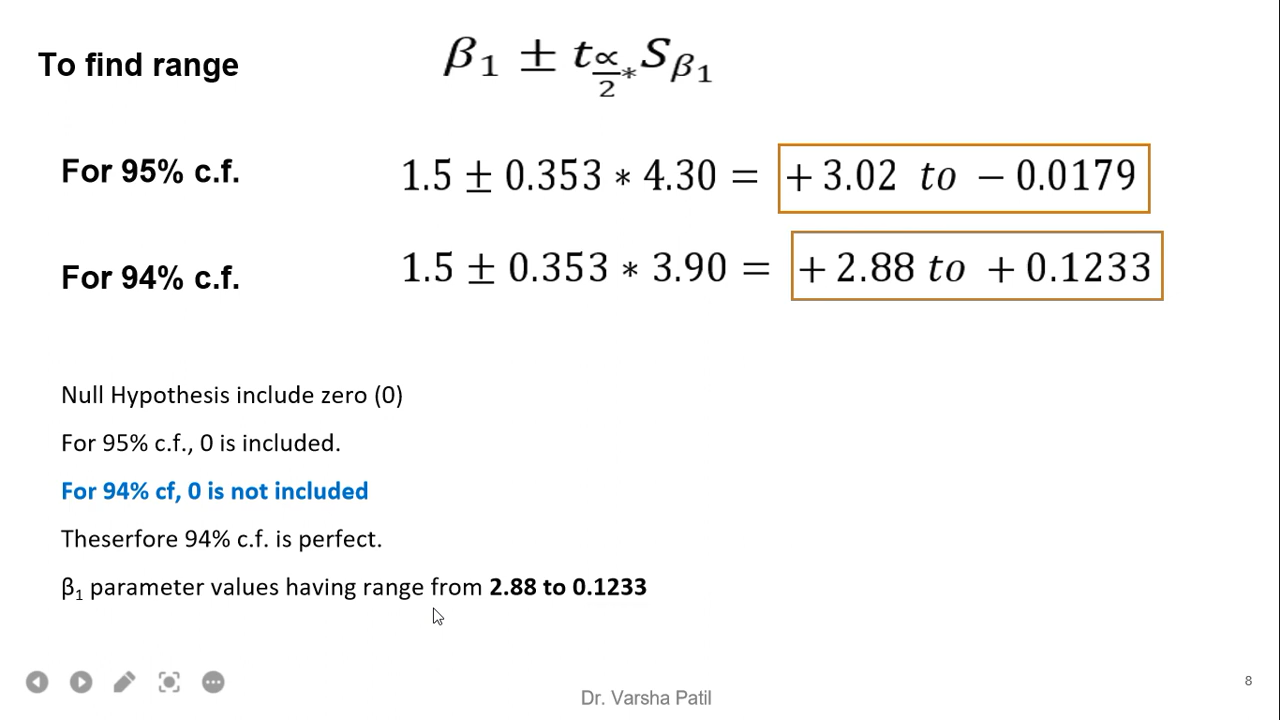 To find range
β₁ ± t∝/2 * Sβ₁
For 95% c.f.
1.5 ± 0.353 * 4.30 = + 3.02 to − 0.0179
For 94% c.f.
1.5 ± 0.353 * 3.90 = + 2.88 to + 0.1233
Null Hypothesis include zero (0)
For 95% c.f., 0 is included.
For 94% cf, 0 is not included
Theserfore 94% c.f. is perfect.
β₁ parameter values having range from 2.88 to 0.1233
8
Dr. Varsha Patil